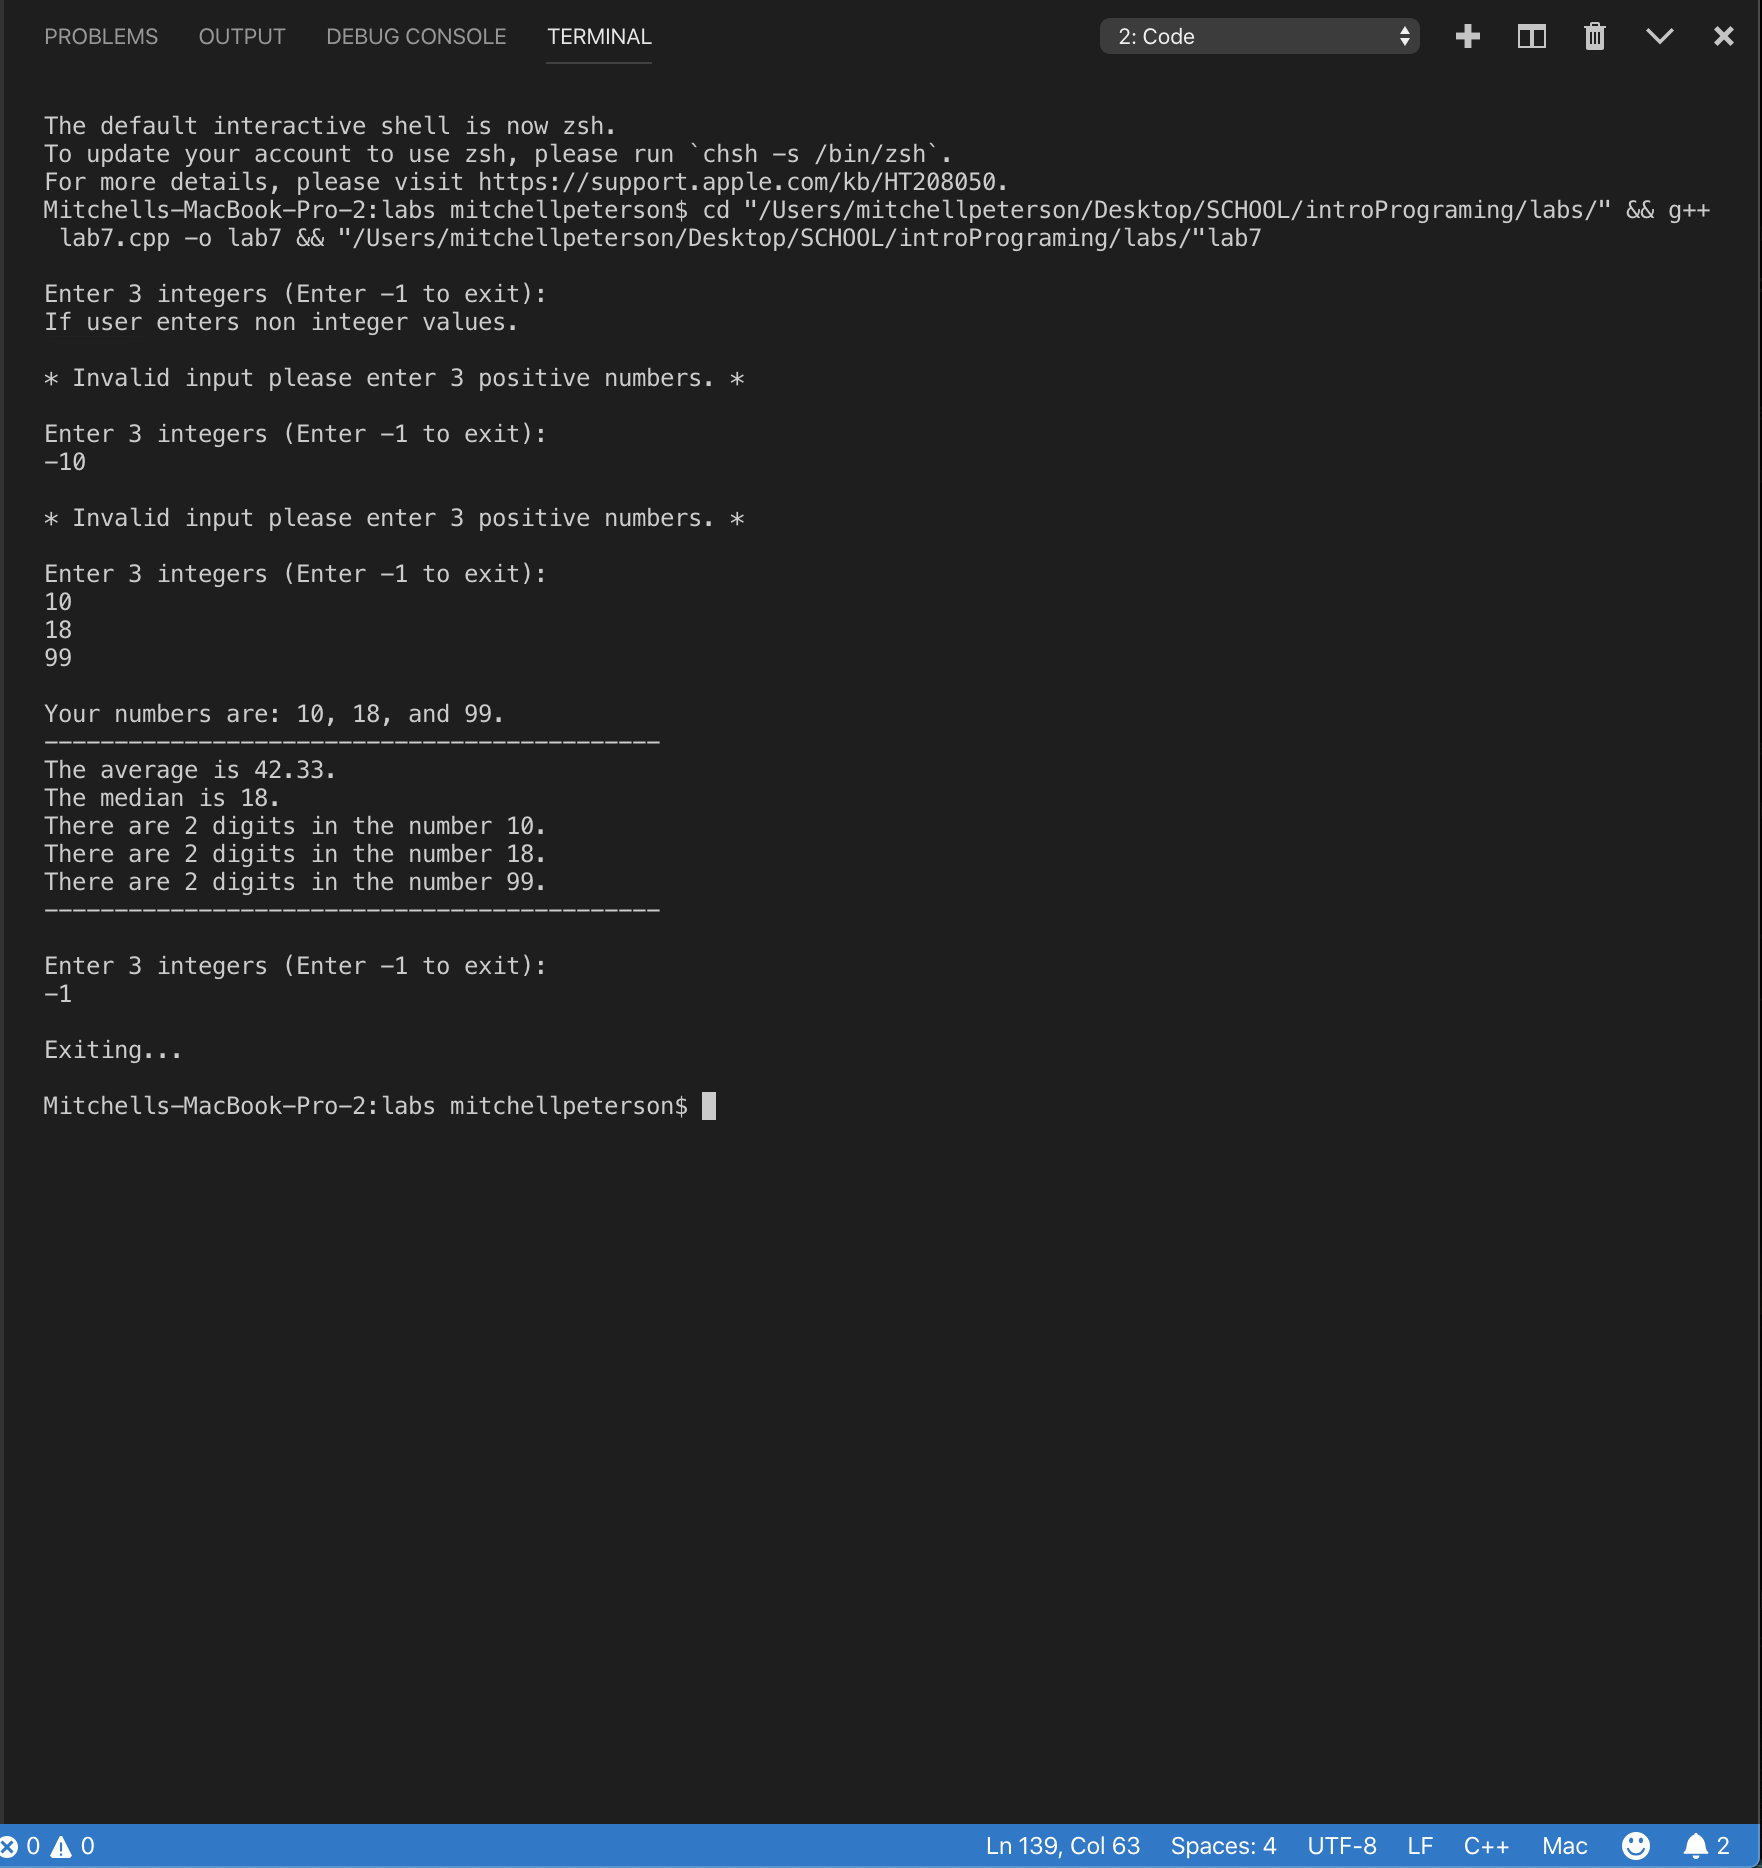 PROBLEMS OUTPUT DEBUG CONSOLE TERMINAL 2: Code
The default interactive shell is now zsh.
To update your account to use zsh, please run `chsh -s /bin/zsh`.
For more details, please visit https://support.apple.com/kb/HT208050.
Mitchells-MacBook-Pro-2:labs mitchellpeterson$ cd "/Users/mitchellpeterson/Desktop/SCHOOL/introPrograming/labs/" && g++
lab7.cpp -o lab7 && "/Users/mitchellpeterson/Desktop/SCHOOL/introPrograming/labs/"lab7
Enter 3 integers (Enter -1 to exit):
If user enters non integer values.
* Invalid input please enter 3 positive numbers. *
Enter 3 integers (Enter -1 to exit):
-10
* Invalid input please enter 3 positive numbers. *
Enter 3 integers (Enter -1 to exit):
10
18
99
Your numbers are: 10, 18, and 99.
--------------------------------------------
The average is 42.33.
The median is 18.
There are 2 digits in the number 10.
There are 2 digits in the number 18.
There are 2 digits in the number 99.
--------------------------------------------
Enter 3 integers (Enter -1 to exit):
-1
Exiting...
Mitchells-MacBook-Pro-2:labs mitchellpeterson$
0 0 Ln 139, Col 63 Spaces: 4 UTF-8 LF C++ Mac 2